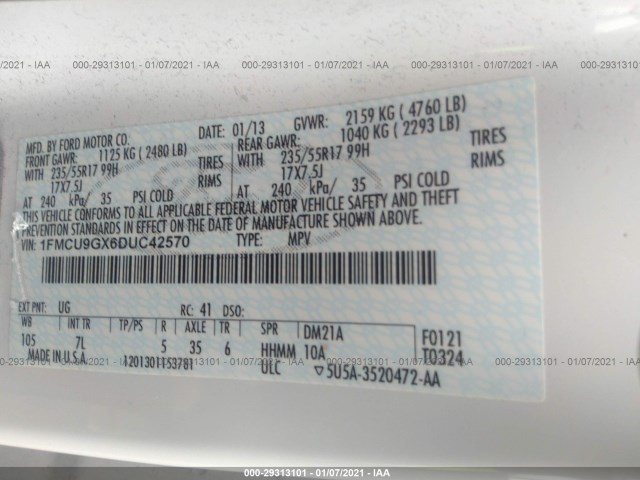 000-29313101 - 01/07/2021 - IAA
MFD. BY FORD MOTOR CO.
DATE: 01/13 GVWR: 2159 KG ( 4760 LB)
FRONT GAWR: 1125 KG ( 2480 LB)
REAR GAWR: 1040 KG ( 2293 LB)
WITH 235/55R17 99H TIRES
WITH 235/55R17 99H TIRES
17X7.5J RIMS
17X7.5J RIMS
AT 240 kPa/ 35 PSI COLD
AT 240 kPa/ 35 PSI COLD
THIS VEHICLE CONFORMS TO ALL APPLICABLE FEDERAL MOTOR VEHICLE SAFETY AND THEFT
PREVENTION STANDARDS IN EFFECT ON THE DATE OF MANUFACTURE SHOWN ABOVE.
VIN: 1FMCU9GX6DUC42570 TYPE: MPV
EXT PNT: UG RC: 41 DSO:
WB INT TR TP/PS R AXLE TR SPR DM21A F0121
105 7L 5 35 6 HHMM 10A T0324
MADE IN U.S.A. 1201301153781 ULC ▽5U5A-3520472-AA
000-29313101 - 01/07/2021 - IAA